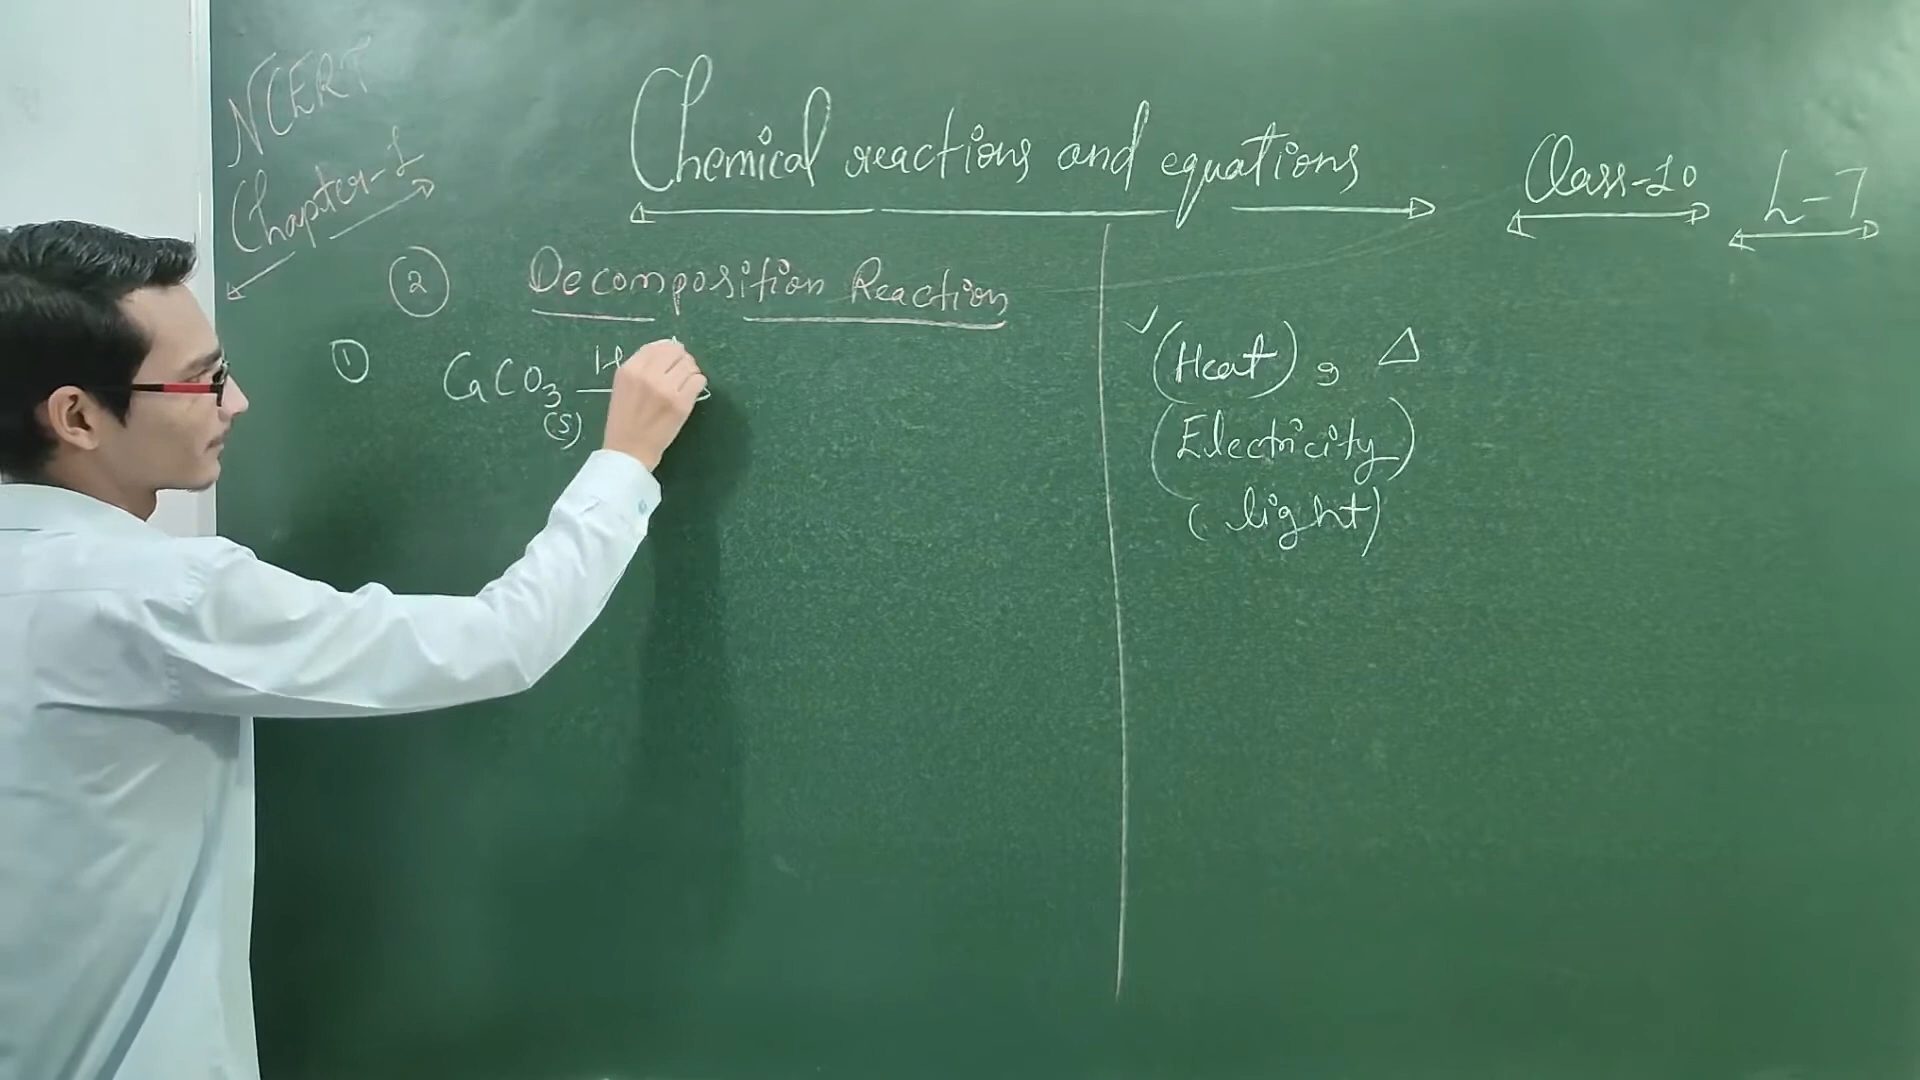 NCERT
Chapter-1
Chemical reactions and equations
Class-10
L-7
② Decomposition Reaction
① CaCO₃
(s)
✓ (Heat), Δ
(Electricity)
(light)